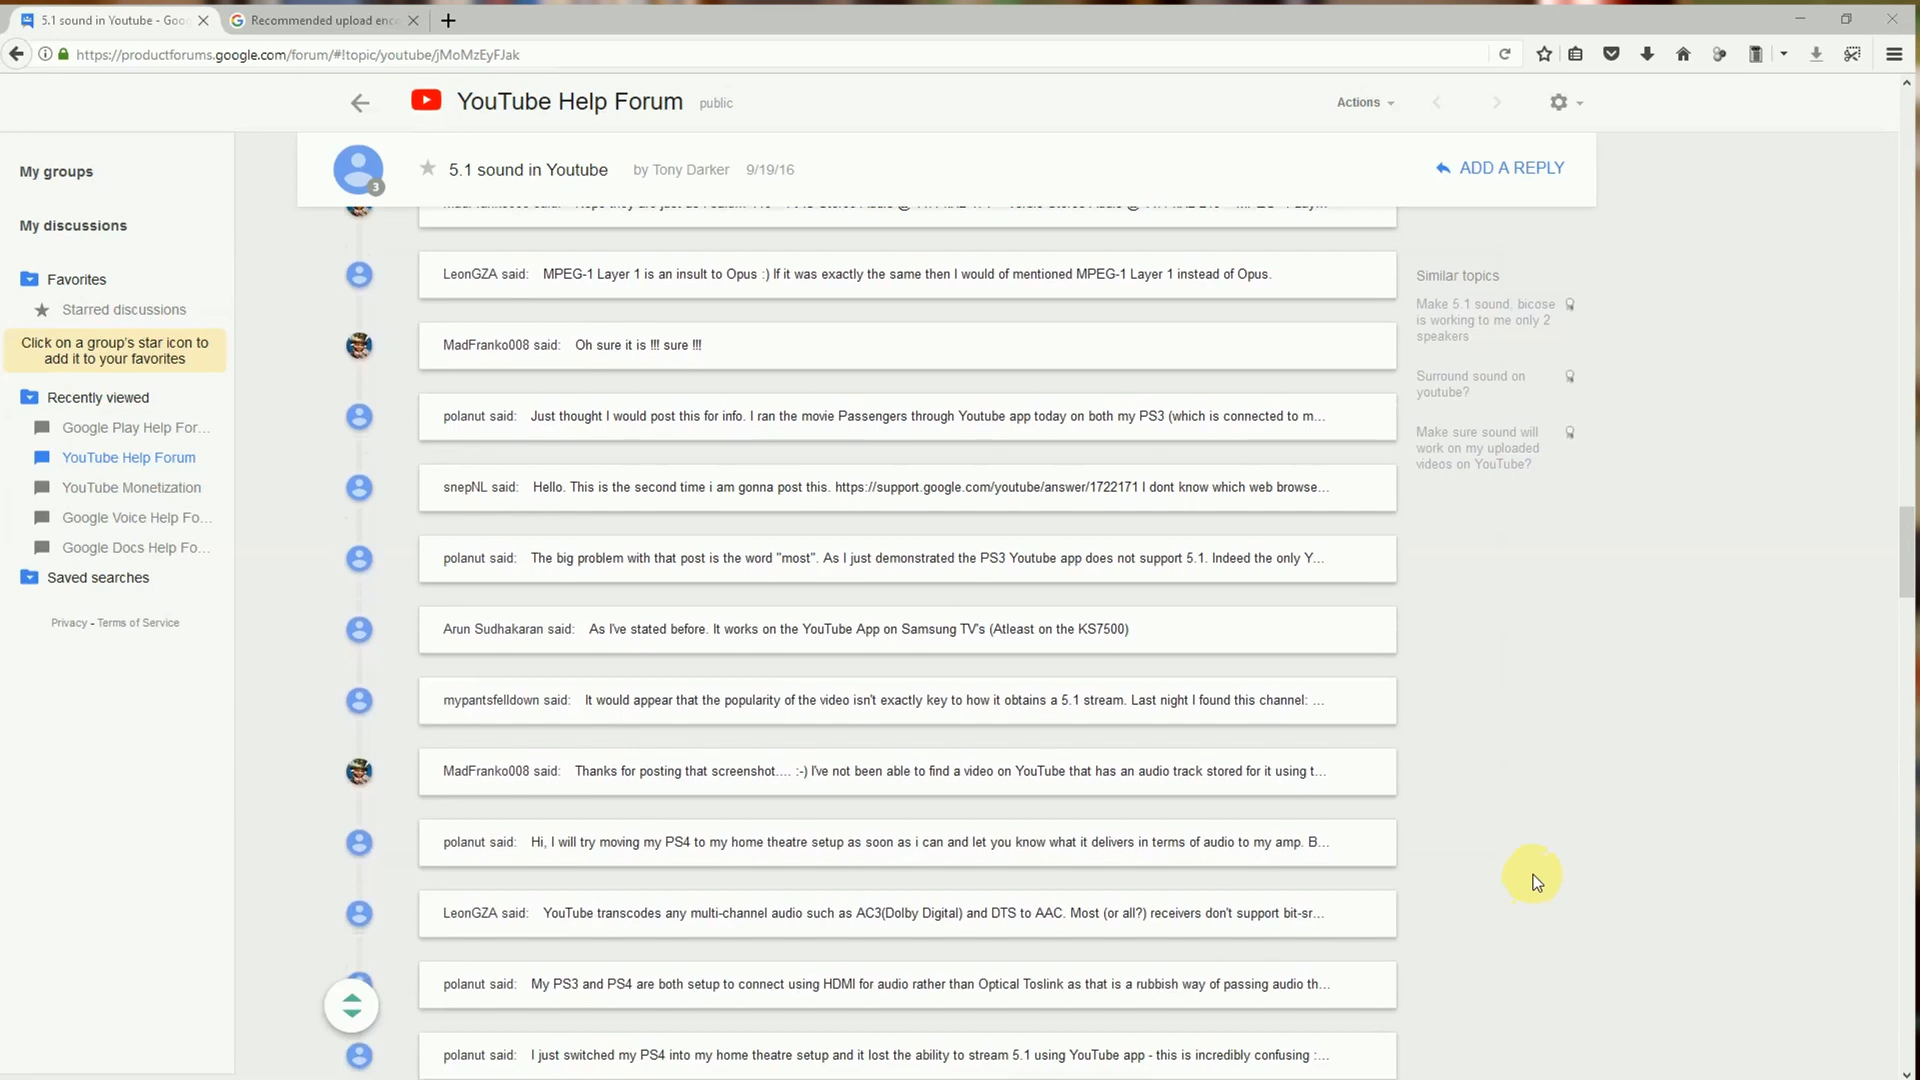 5.1 sound in Youtube - Goo
Recommended upload enc
https://productforums.google.com/forum/#!topic/youtube/jMoMzEyFJak
YouTube Help Forum public
Actions
5.1 sound in Youtube by Tony Darker 9/19/16
3
ADD A REPLY
My groups
My discussions
Favorites
Starred discussions
Click on a group's star icon to
add it to your favorites
Recently viewed
Google Play Help For...
YouTube Help Forum
YouTube Monetization
Google Voice Help Fo...
Google Docs Help Fo...
Saved searches
Privacy - Terms of Service
LeonGZA said: MPEG-1 Layer 1 is an insult to Opus :) If it was exactly the same then I would of mentioned MPEG-1 Layer 1 instead of Opus.
MadFranko008 said: Oh sure it is !!! sure !!!
polanut said: Just thought I would post this for info. I ran the movie Passengers through Youtube app today on both my PS3 (which is connected to m...
snepNL said: Hello. This is the second time i am gonna post this. https://support.google.com/youtube/answer/1722171 I dont know which web browse...
polanut said: The big problem with that post is the word "most". As I just demonstrated the PS3 Youtube app does not support 5.1. Indeed the only Y...
Arun Sudhakaran said: As I've stated before. It works on the YouTube App on Samsung TV's (Atleast on the KS7500)
mypantsfelldown said: It would appear that the popularity of the video isn't exactly key to how it obtains a 5.1 stream. Last night I found this channel: ...
MadFranko008 said: Thanks for posting that screenshot.... :-) I've not been able to find a video on YouTube that has an audio track stored for it using t...
polanut said: Hi, I will try moving my PS4 to my home theatre setup as soon as i can and let you know what it delivers in terms of audio to my amp. B...
LeonGZA said: YouTube transcodes any multi-channel audio such as AC3(Dolby Digital) and DTS to AAC. Most (or all?) receivers don't support bit-sr...
polanut said: My PS3 and PS4 are both setup to connect using HDMI for audio rather than Optical Toslink as that is a rubbish way of passing audio th...
polanut said: I just switched my PS4 into my home theatre setup and it lost the ability to stream 5.1 using YouTube app - this is incredibly confusing :...
Similar topics
Make 5.1 sound, bicose
is working to me only 2
speakers
Surround sound on
youtube?
Make sure sound will
work on my uploaded
videos on YouTube?